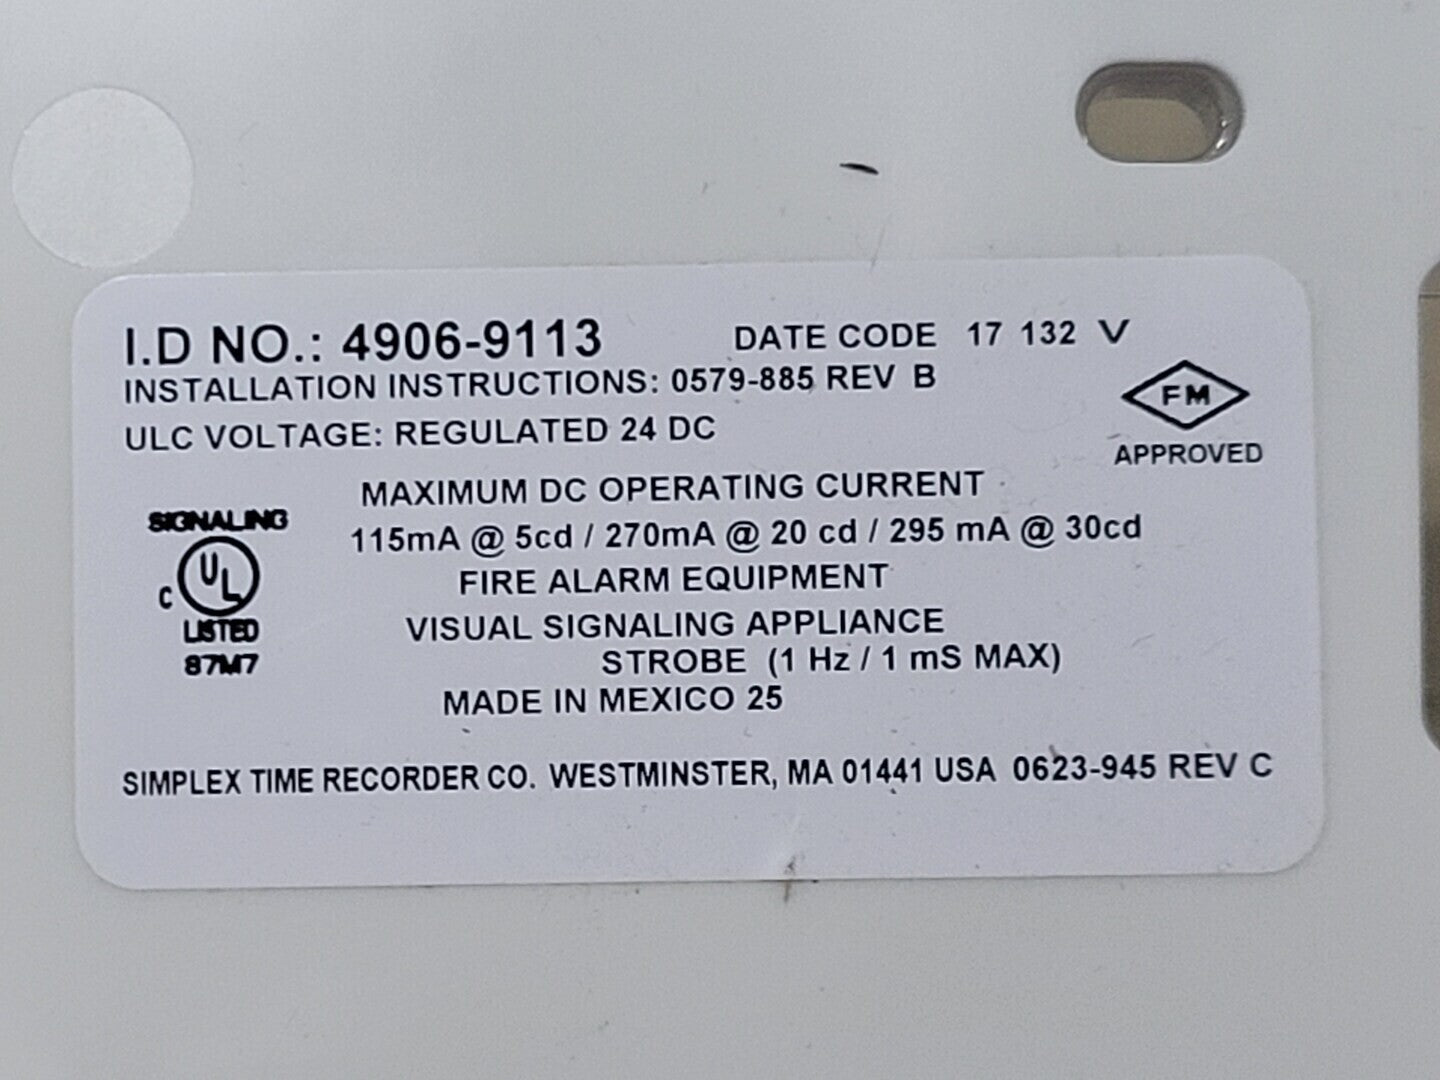 I.D NO.: 4906-9113 DATE CODE 17 132 V
INSTALLATION INSTRUCTIONS: 0579-885 REV B
FM
ULC VOLTAGE: REGULATED 24 DC
APPROVED
MAXIMUM DC OPERATING CURRENT
SIGNALING
115mA @ 5cd / 270mA @ 20 cd / 295 mA @ 30cd
C UL
FIRE ALARM EQUIPMENT
LISTED
VISUAL SIGNALING APPLIANCE
87M7
STROBE (1 Hz / 1 mS MAX)
MADE IN MEXICO 25
SIMPLEX TIME RECORDER CO. WESTMINSTER, MA 01441 USA 0623-945 REV C